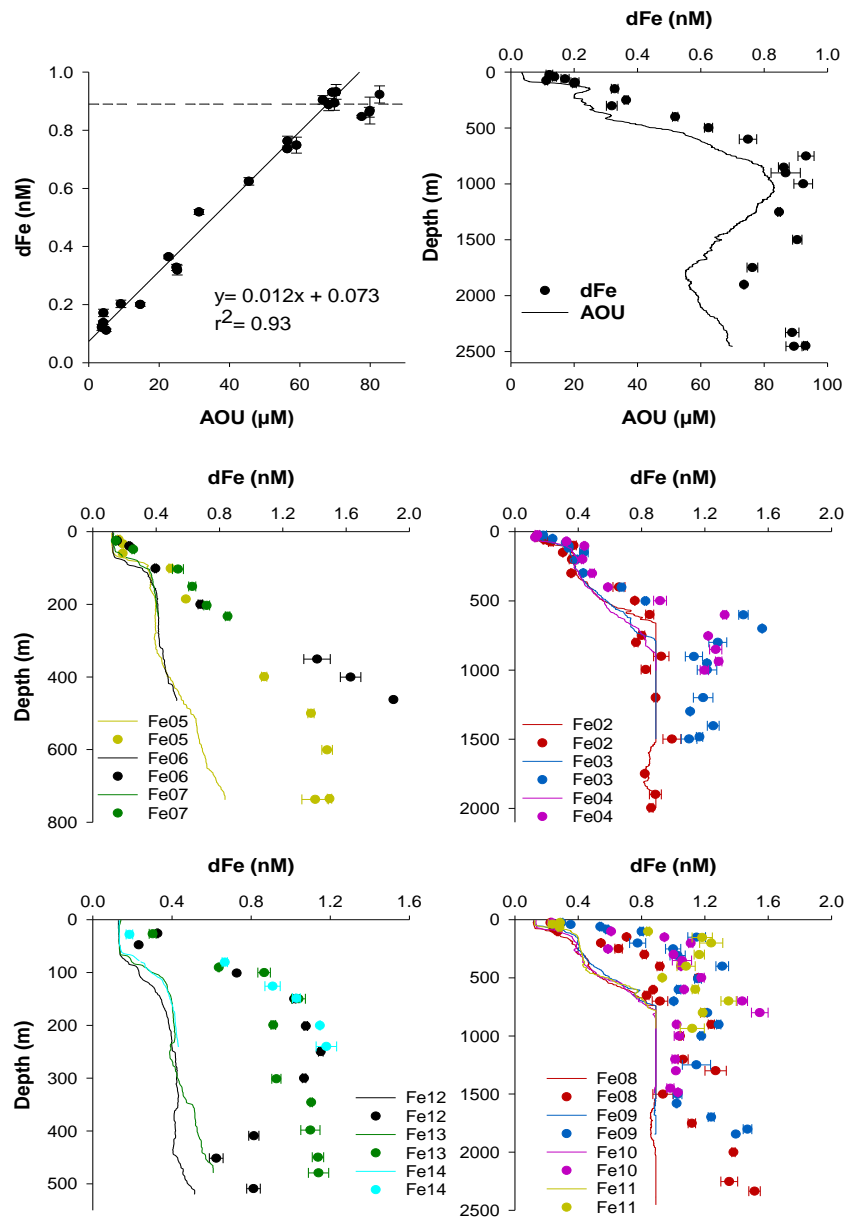 dFe (nM)
0.0 0.2 0.4 0.6 0.8 1.0
1.0
0.8
0.6
0.4
0.2
0.0
dFe (nM)
y= 0.012x + 0.073
r2= 0.93
0 20 40 60 80
AOU (µM)
0
500
1000
1500
2000
2500
Depth (m)
dFe
AOU
0 20 40 60 80 100
AOU (µM)
dFe (nM)
0.0 0.4 0.8 1.2 1.6 2.0
0
200
400
600
800
Depth (m)
Fe05
Fe05
Fe06
Fe06
Fe07
Fe07
dFe (nM)
0.0 0.4 0.8 1.2 1.6 2.0
0
500
1000
1500
2000
Depth (m)
Fe02
Fe02
Fe03
Fe03
Fe04
Fe04
dFe (nM)
0.0 0.4 0.8 1.2 1.6
0
100
200
300
400
500
Depth (m)
Fe12
Fe12
Fe13
Fe13
Fe14
Fe14
dFe (nM)
0.0 0.4 0.8 1.2 1.6 2.0
0
500
1000
1500
2000
2500
Depth (m)
Fe08
Fe08
Fe09
Fe09
Fe10
Fe10
Fe11
Fe11